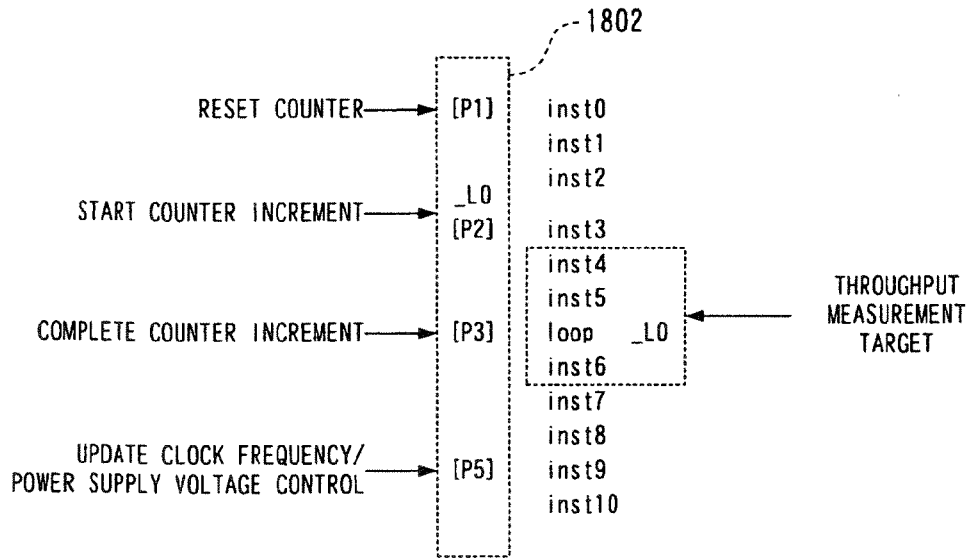 1802
RESET COUNTER [P1] inst0
inst1
_L0 inst2
START COUNTER INCREMENT
[P2] inst3
inst4
inst5
COMPLETE COUNTER INCREMENT [P3] loop _L0
inst6
THROUGHPUT
MEASUREMENT
TARGET
inst7
inst8
UPDATE CLOCK FREQUENCY/
POWER SUPPLY VOLTAGE CONTROL
[P5] inst9
inst10